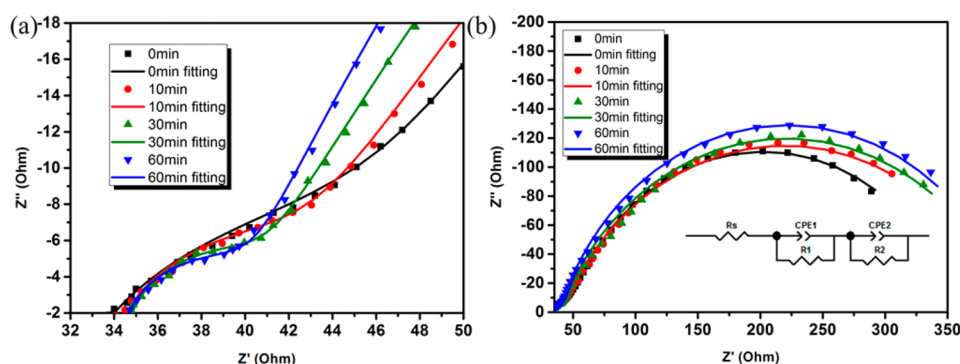 (a)
-18
-16
-14
-12
-10
-8
-6
-4
-2
Z'' (Ohm)
0min
0min fitting
10min
10min fitting
30min
30min fitting
60min
60min fitting
32 34 36 38 40 42 44 46 48 50
Z' (Ohm)
(b)
-200
-180
-160
-140
-120
-100
-80
-60
-40
-20
0
Z'' (Ohm)
0min
0min fitting
10min
10min fitting
30min
30min fitting
60min
60min fitting
Rs CPE1 CPE2
R1 R2
50 100 150 200 250 300 350
Z' (Ohm)